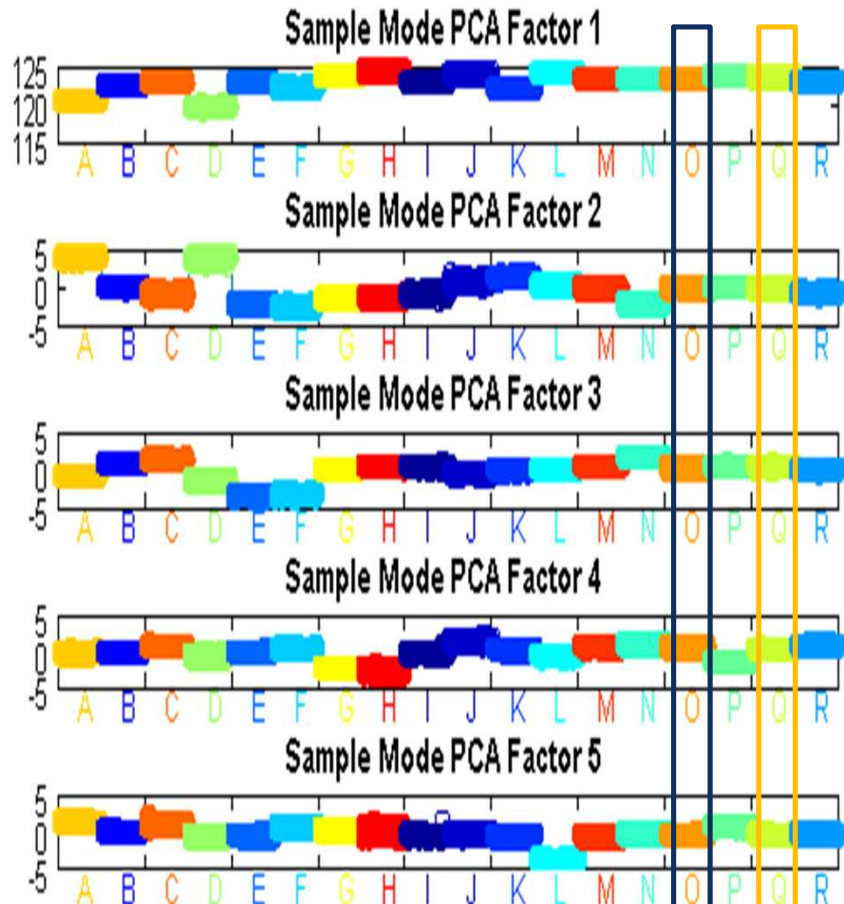 Sample Mode PCA Factor 1
125
120
115
A B C D E F G H I J K L M N O P Q R
Sample Mode PCA Factor 2
5
0
-5
A B C D E F G H I J K L M N O P Q R
Sample Mode PCA Factor 3
5
0
-5
A B C D E F G H I J K L M N O P Q R
Sample Mode PCA Factor 4
5
0
-5
A B C D E F G H I J K L M N O P Q R
Sample Mode PCA Factor 5
5
0
-5
A B C D E F G H I J K L M N O P Q R